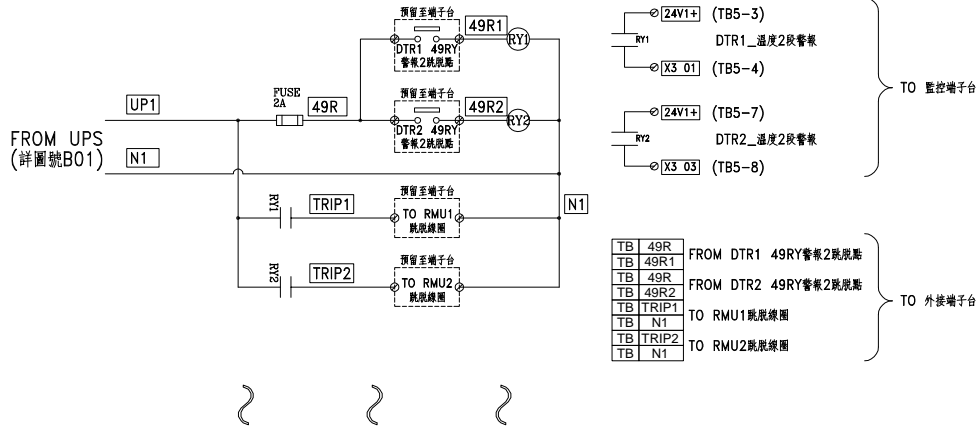 FROM UPS
(詳圖號B01)
UP1
N1
FUSE
2A
49R
預留至端子台
DTR1 49RY
警報2跳脱點
49R1
RY1
預留至端子台
DTR2 49RY
警報2跳脱點
49R2
RY2
RY1
TRIP1
預留至端子台
TO RMU1
跳脱線圈
N1
RY2
TRIP2
預留至端子台
TO RMU2
跳脱線圈
24V1+ (TB5-3)
RY1 DTR1_溫度2段警報
X3 01 (TB5-4)
24V1+ (TB5-7)
RY2 DTR2_溫度2段警報
X3 03 (TB5-8)
TO 監控端子台
TB 49R
TB 49R1
FROM DTR1 49RY警報2跳脱點
TB 49R
TB 49R2
FROM DTR2 49RY警報2跳脱點
TB TRIP1
TB N1
TO RMU1跳脱線圈
TB TRIP2
TB N1
TO RMU2跳脱線圈
TO 外接端子台